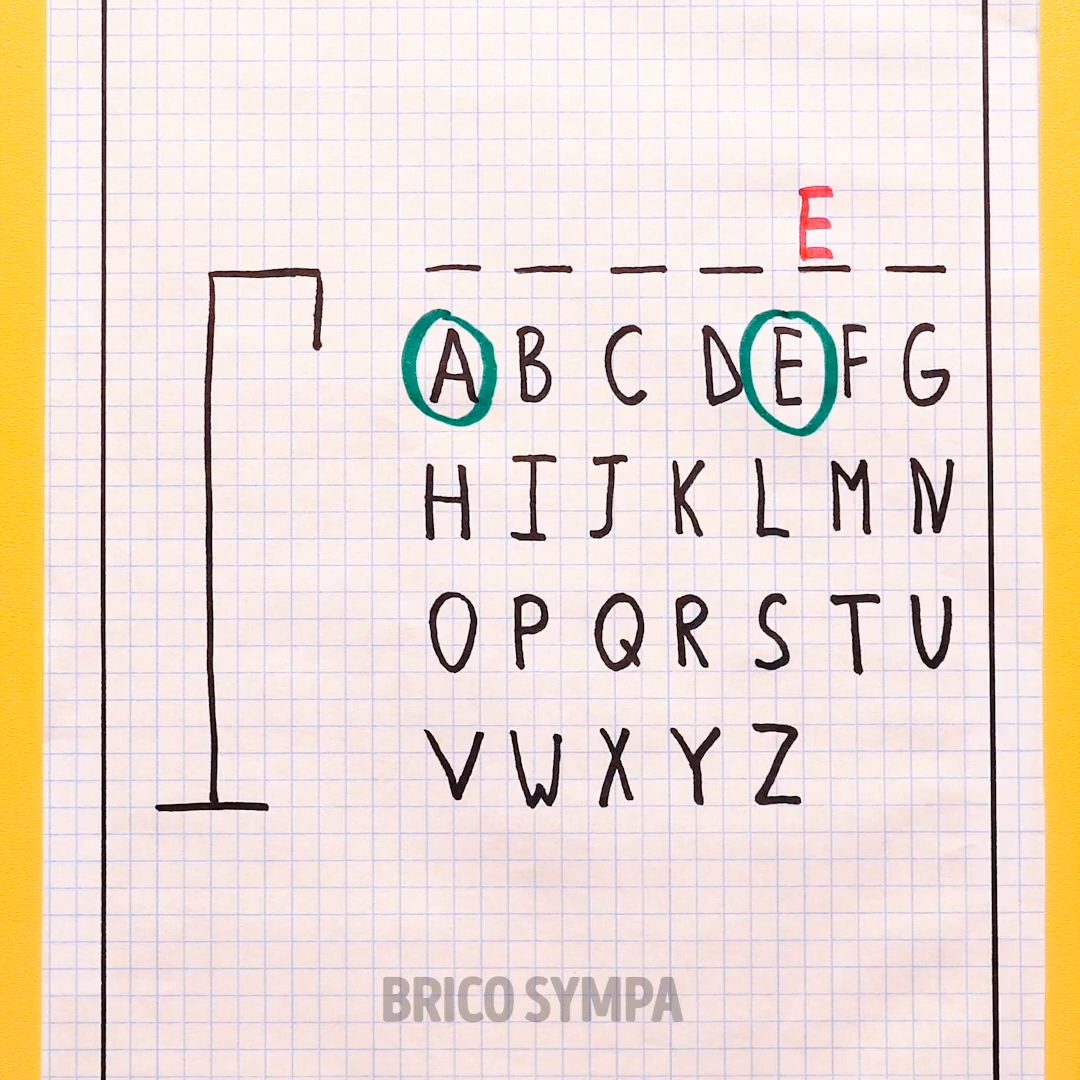 E
A B C D E F G
H I J K L M N
O P Q R S T U
V W X Y Z
BRICO SYMPA